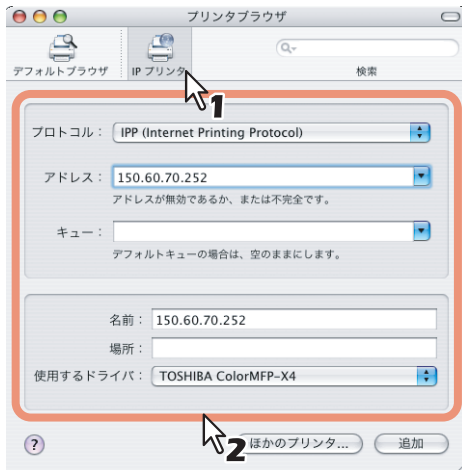 プリンタブラウザ
デフォルトブラウザ
IP プリンタ
検索
1
プロトコル： IPP (Internet Printing Protocol)
アドレス： 150.60.70.252
アドレスが無効であるか、または不完全です。
キュー：
デフォルトキューの場合は、空のままにします。
名前： 150.60.70.252
場所：
使用するドライバ： TOSHIBA ColorMFP-X4
? 2 ほかのプリンタ... 追加